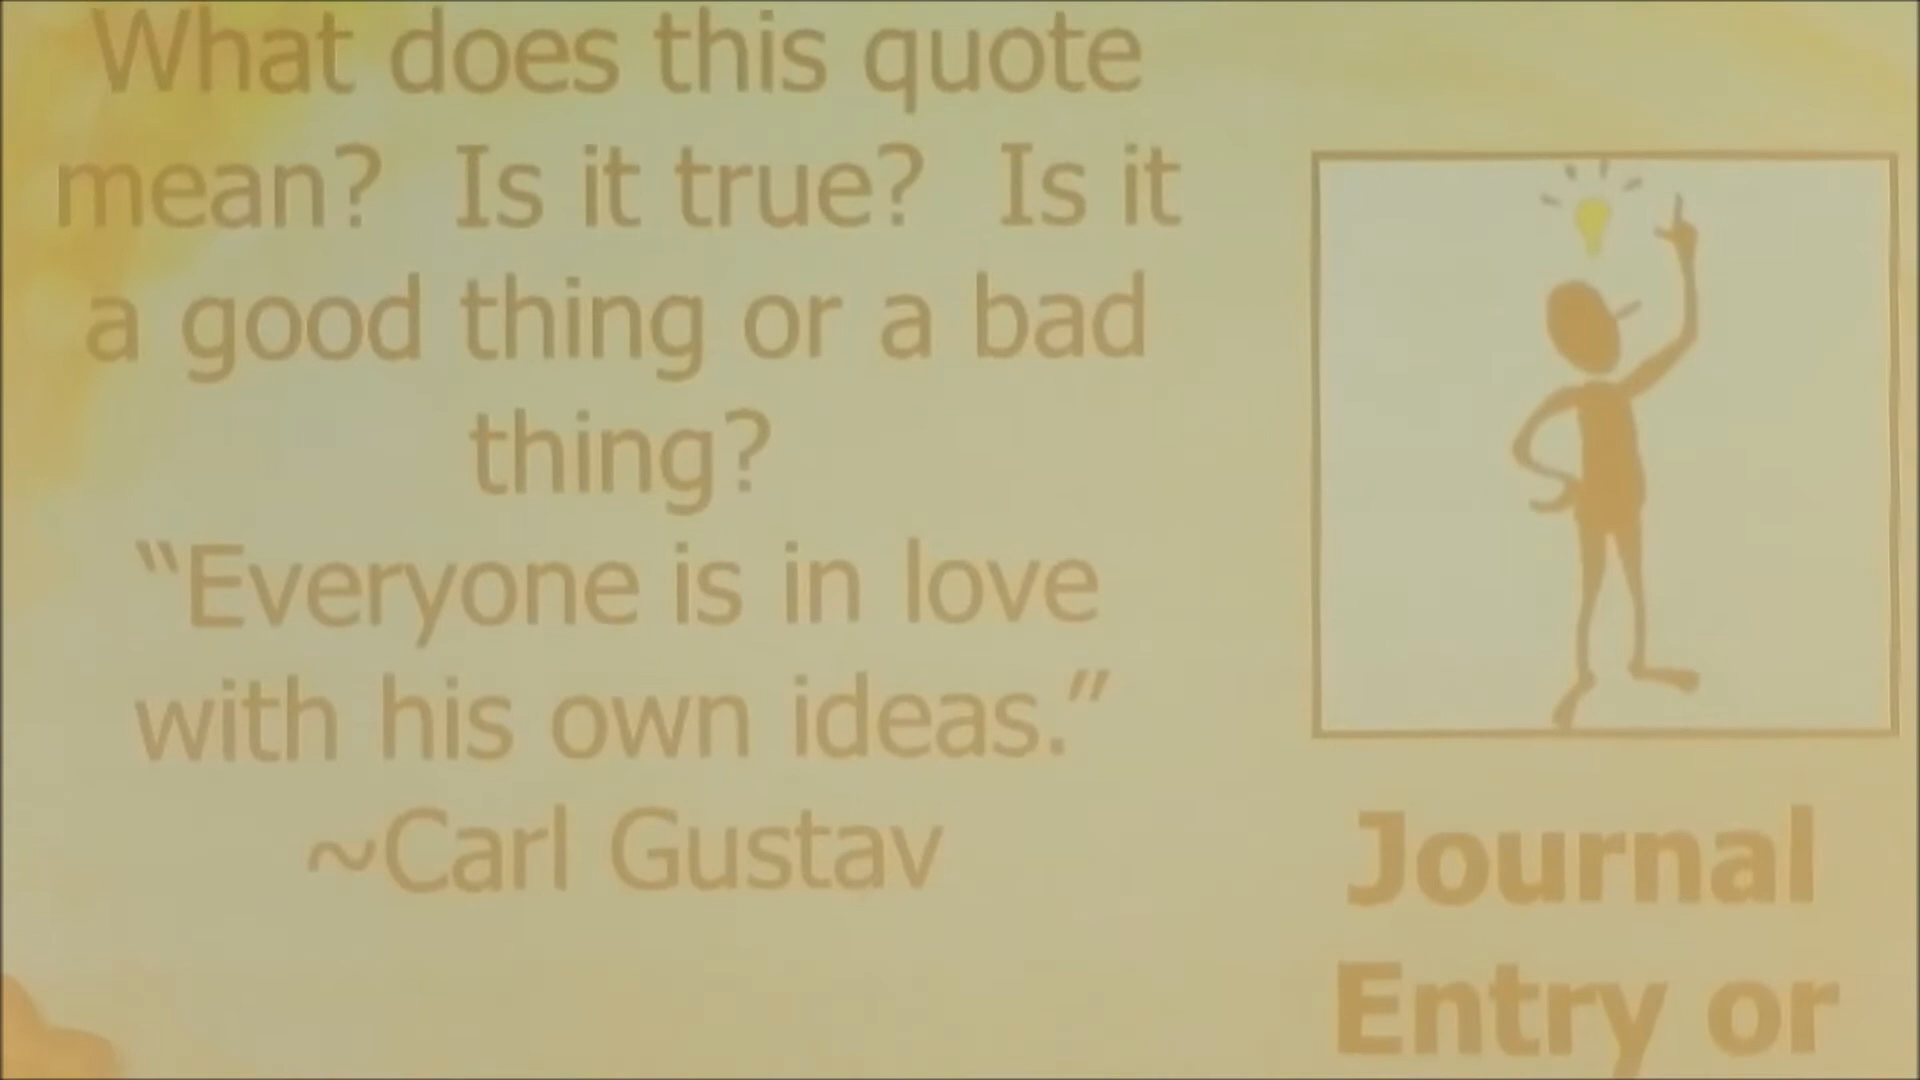 What does this quote
mean?  Is it true?  Is it
a good thing or a bad
thing?
“Everyone is in love
with his own ideas.”
~Carl Gustav
Journal
Entry or